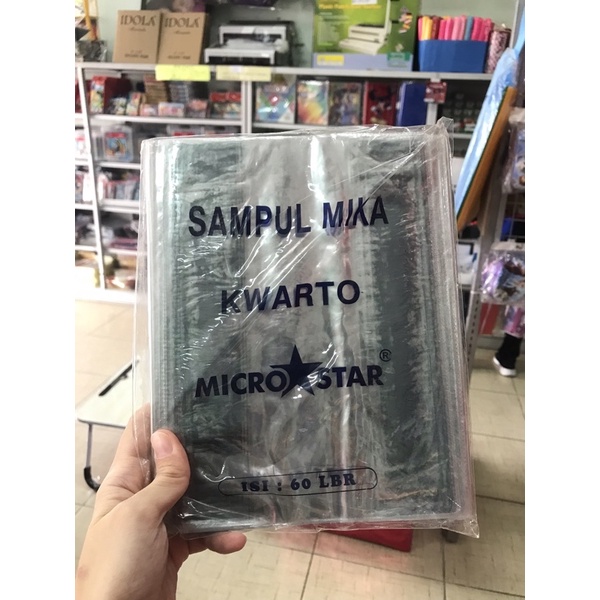 IDOLA
IDOLA
SAMPUL MIKA
KWARTO
MICRO STAR®
ISI : 60 LBR